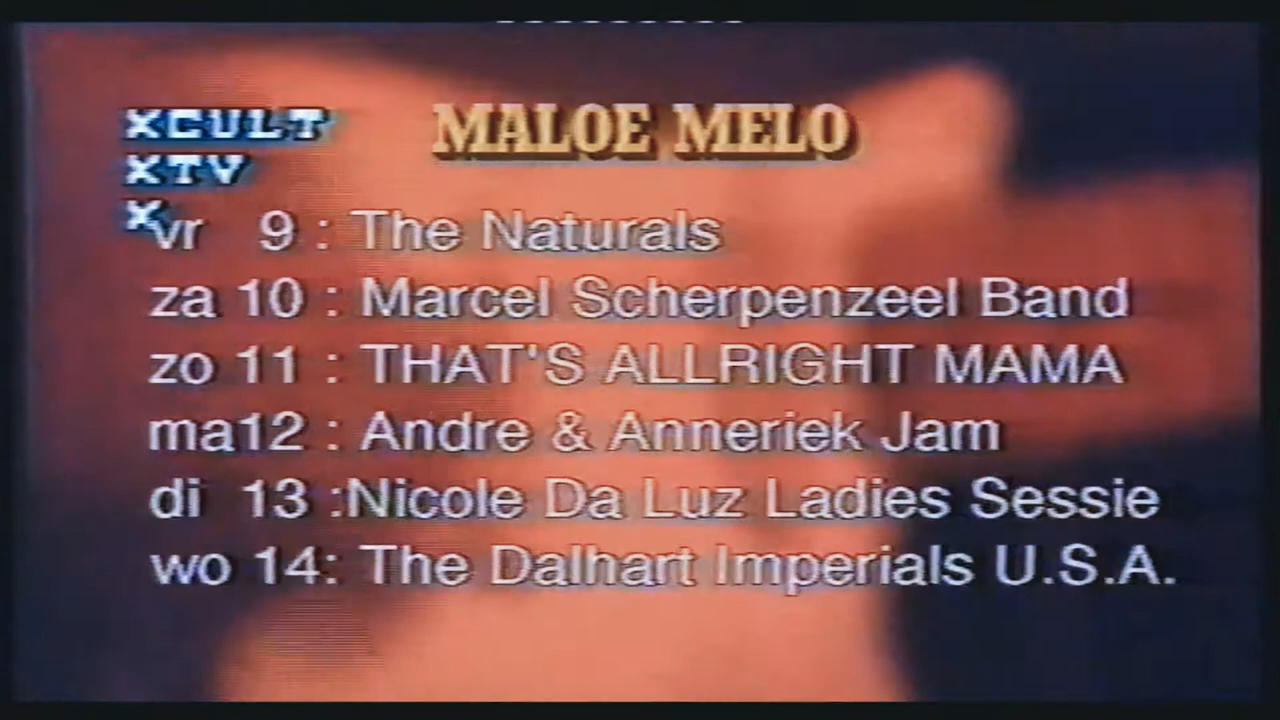 XCULT
MALOE MELO
XTV
X
vr 9 : The Naturals
za 10 : Marcel Scherpenzeel Band
zo 11 : THAT'S ALLRIGHT MAMA
ma12 : Andre & Anneriek Jam
di 13 :Nicole Da Luz Ladies Sessie
wo 14: The Dalhart Imperials U.S.A.